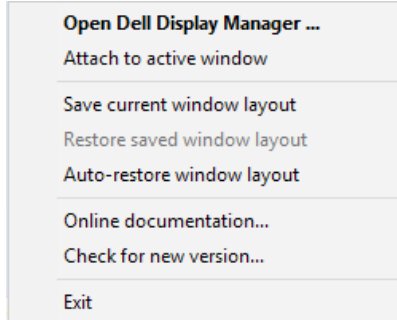 Open Dell Display Manager ...
Attach to active window
Save current window layout
Restore saved window layout
Auto-restore window layout
Online documentation...
Check for new version...
Exit